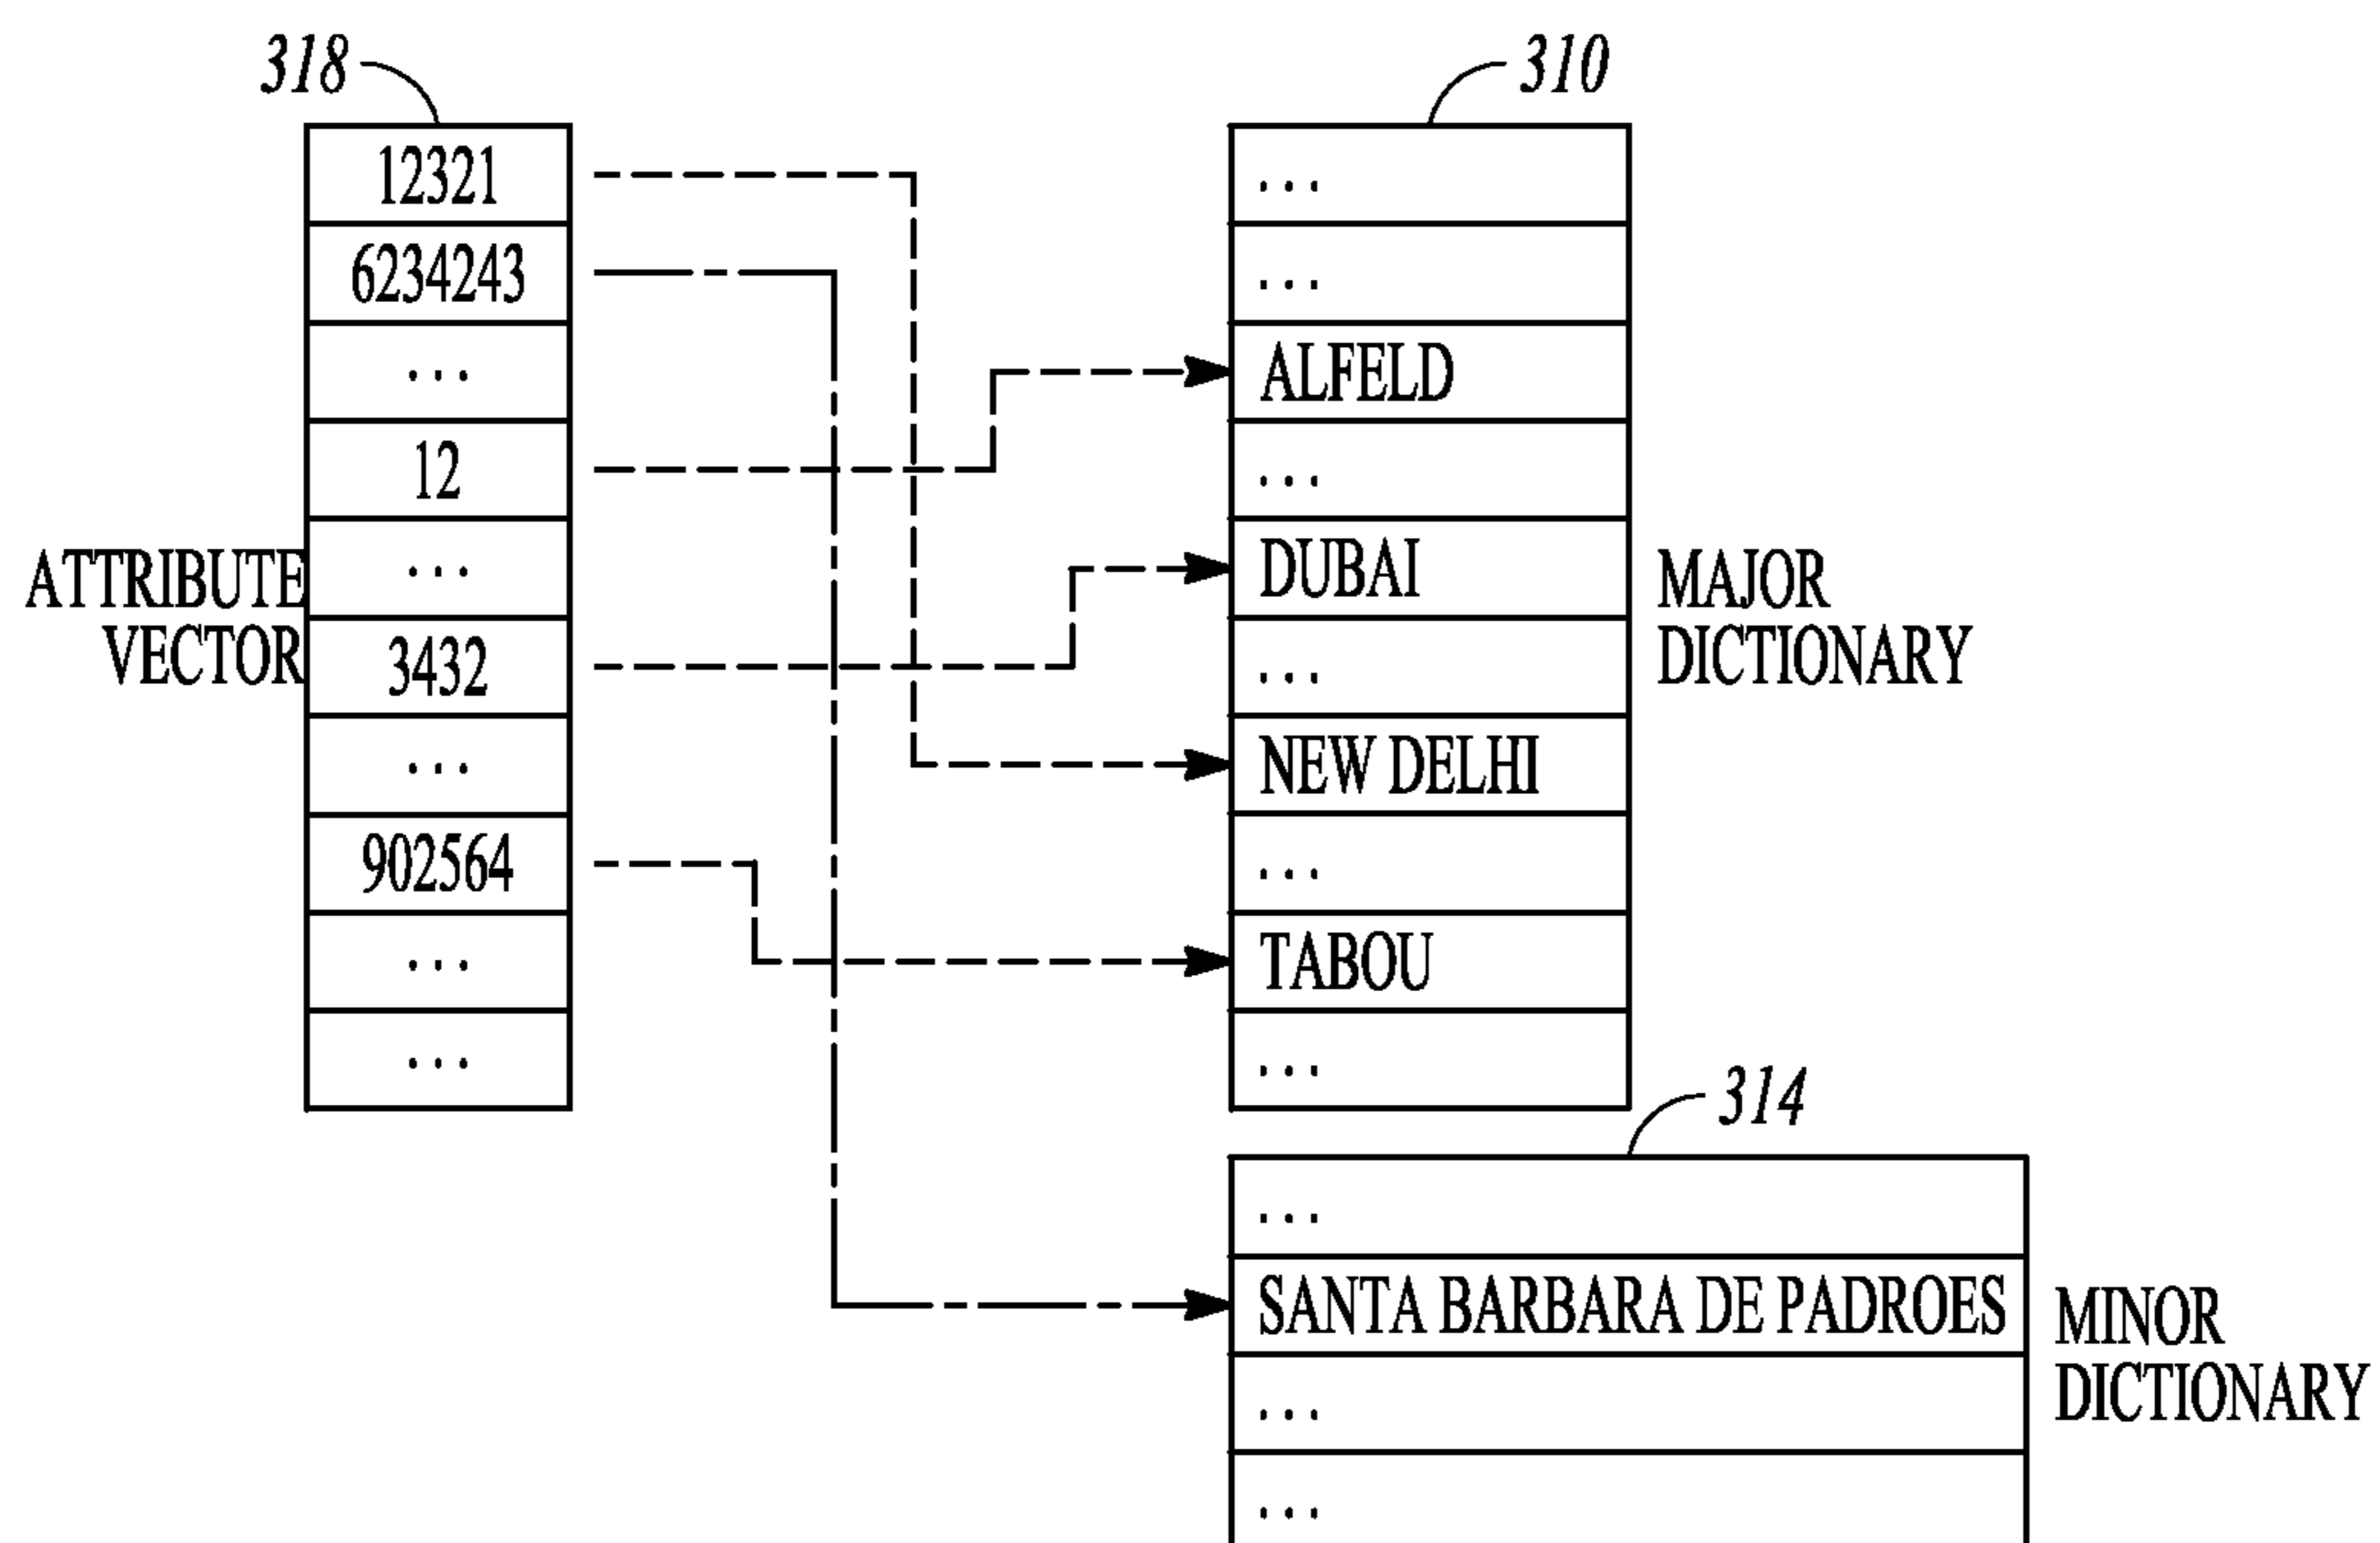 318
12321
6234243
...
12
...
3432
...
902564
...
...
ATTRIBUTE
VECTOR
310
...
...
ALFELD
...
DUBAI
...
NEW DELHI
...
TABOU
...
MAJOR
DICTIONARY
314
...
SANTA BARBARA DE PADROES
...
...
MINOR
DICTIONARY